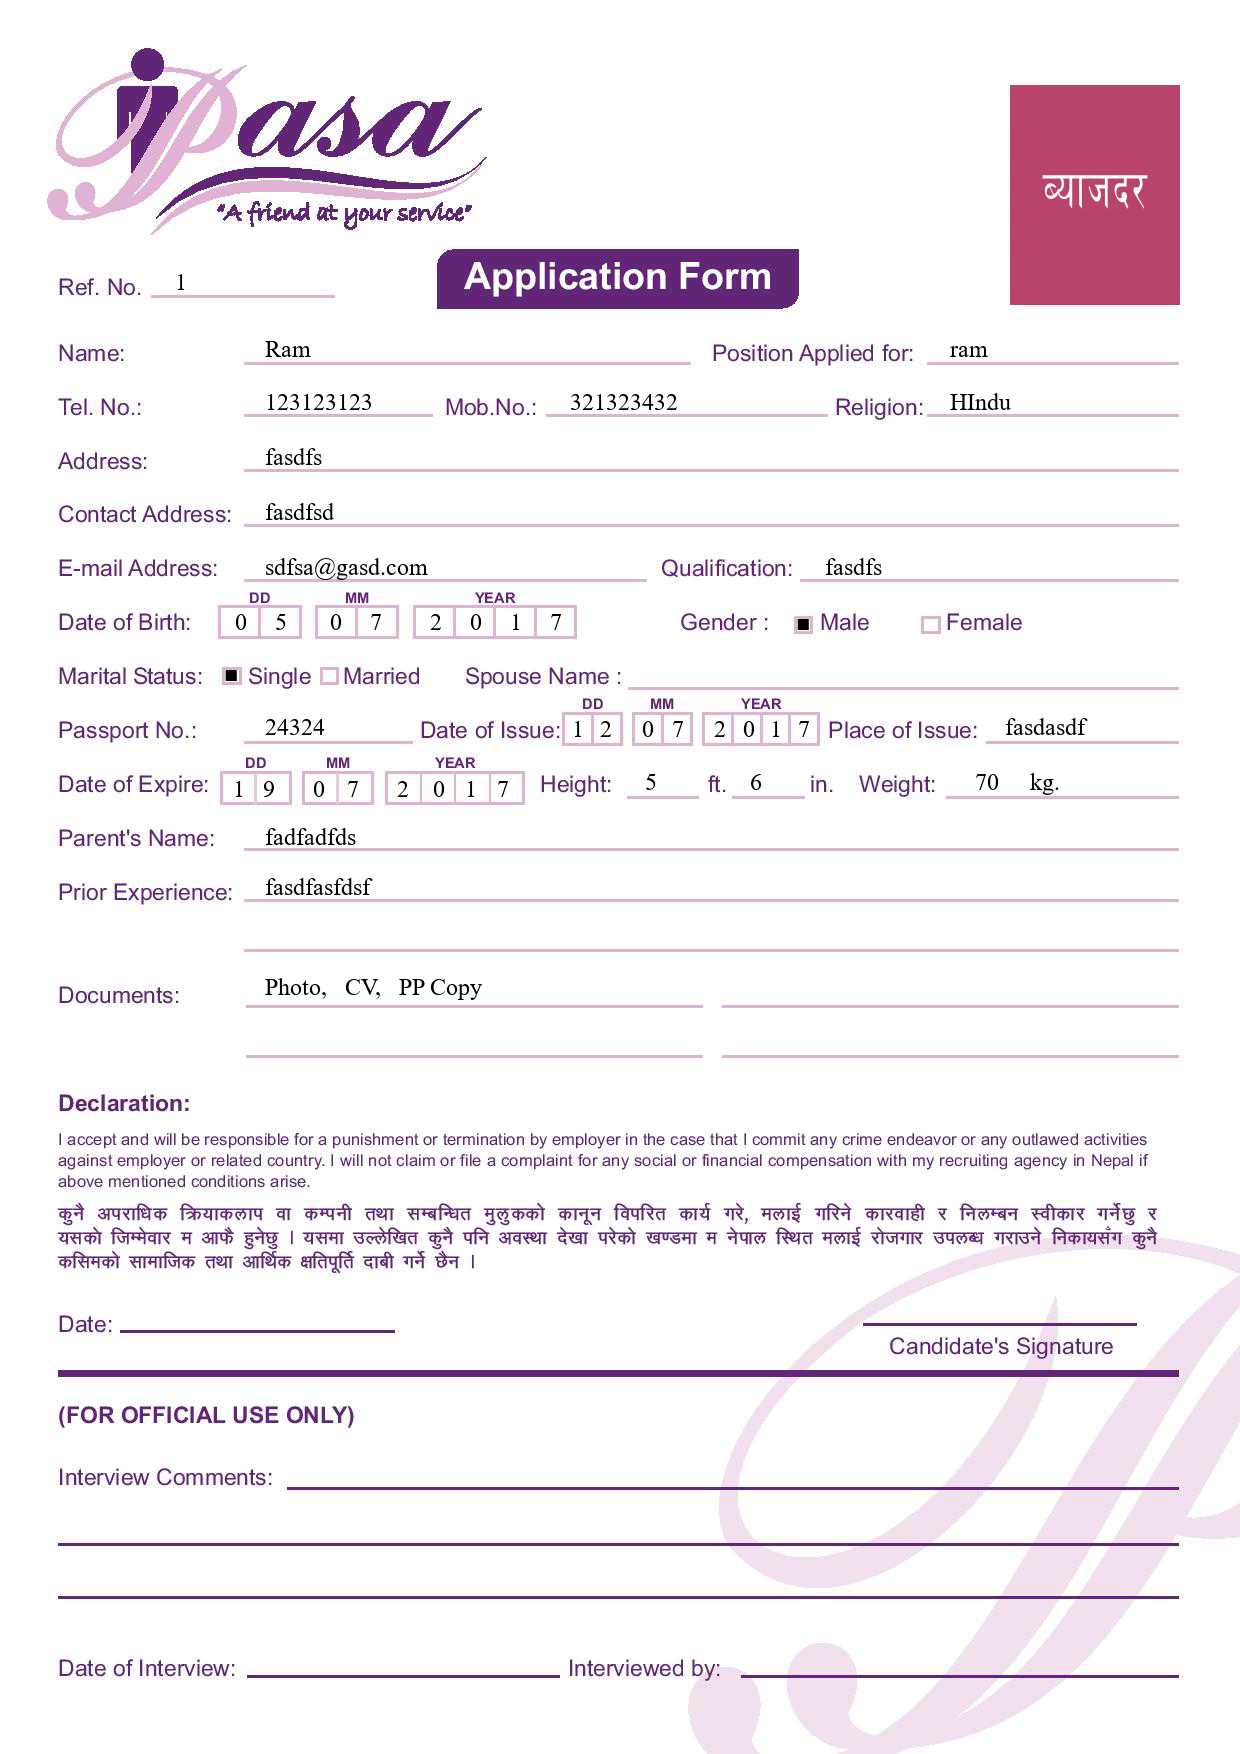 Pasa
"A friend at your service"
ब्याजदर
Ref. No. 1
Application Form
Name: Ram Position Applied for: ram
Tel. No.: 123123123 Mob.No.: 321323432 Religion: HIndu
Address: fasdfs
Contact Address: fasdfsd
E-mail Address: sdfsa@gasd.com Qualification: fasdfs
DD MM YEAR
Date of Birth: 0 5 0 7 2 0 1 7 Gender : Male Female
Marital Status: Single Married Spouse Name :
DD MM YEAR
Passport No.: 24324 Date of Issue: 1 2 0 7 2 0 1 7 Place of Issue: fasdasdf
DD MM YEAR
Date of Expire: 1 9 0 7 2 0 1 7 Height: 5 ft. 6 in. Weight: 70 kg.
Parent's Name: fadfadfds
Prior Experience: fasdfasfdsf
Documents: Photo, CV, PP Copy
Declaration:
I accept and will be responsible for a punishment or termination by employer in the case that I commit any crime endeavor or any outlawed activities
against employer or related country. I will not claim or file a complaint for any social or financial compensation with my recruiting agency in Nepal if
above mentioned conditions arise.
कुनै अपराधिक क्रियाकलाप वा कम्पनी तथा सम्बन्धित मुलुकको कानून विपरित कार्य गरे, मलाई गरिने कारवाही र निलम्बन स्वीकार गर्नेछु र
यसको जिम्मेवार म आफै हुनेछु । यसमा उल्लेखित कुनै पनि अवस्था देखा परेको खण्डमा म नेपाल स्थित मलाई रोजगार उपलब्ध गराउने निकायसँग कुनै
कसिमको सामाजिक तथा आर्थिक क्षतिपूर्ति दाबी गर्ने छैन ।
Date:
Candidate's Signature
(FOR OFFICIAL USE ONLY)
Interview Comments:
Date of Interview: Interviewed by: